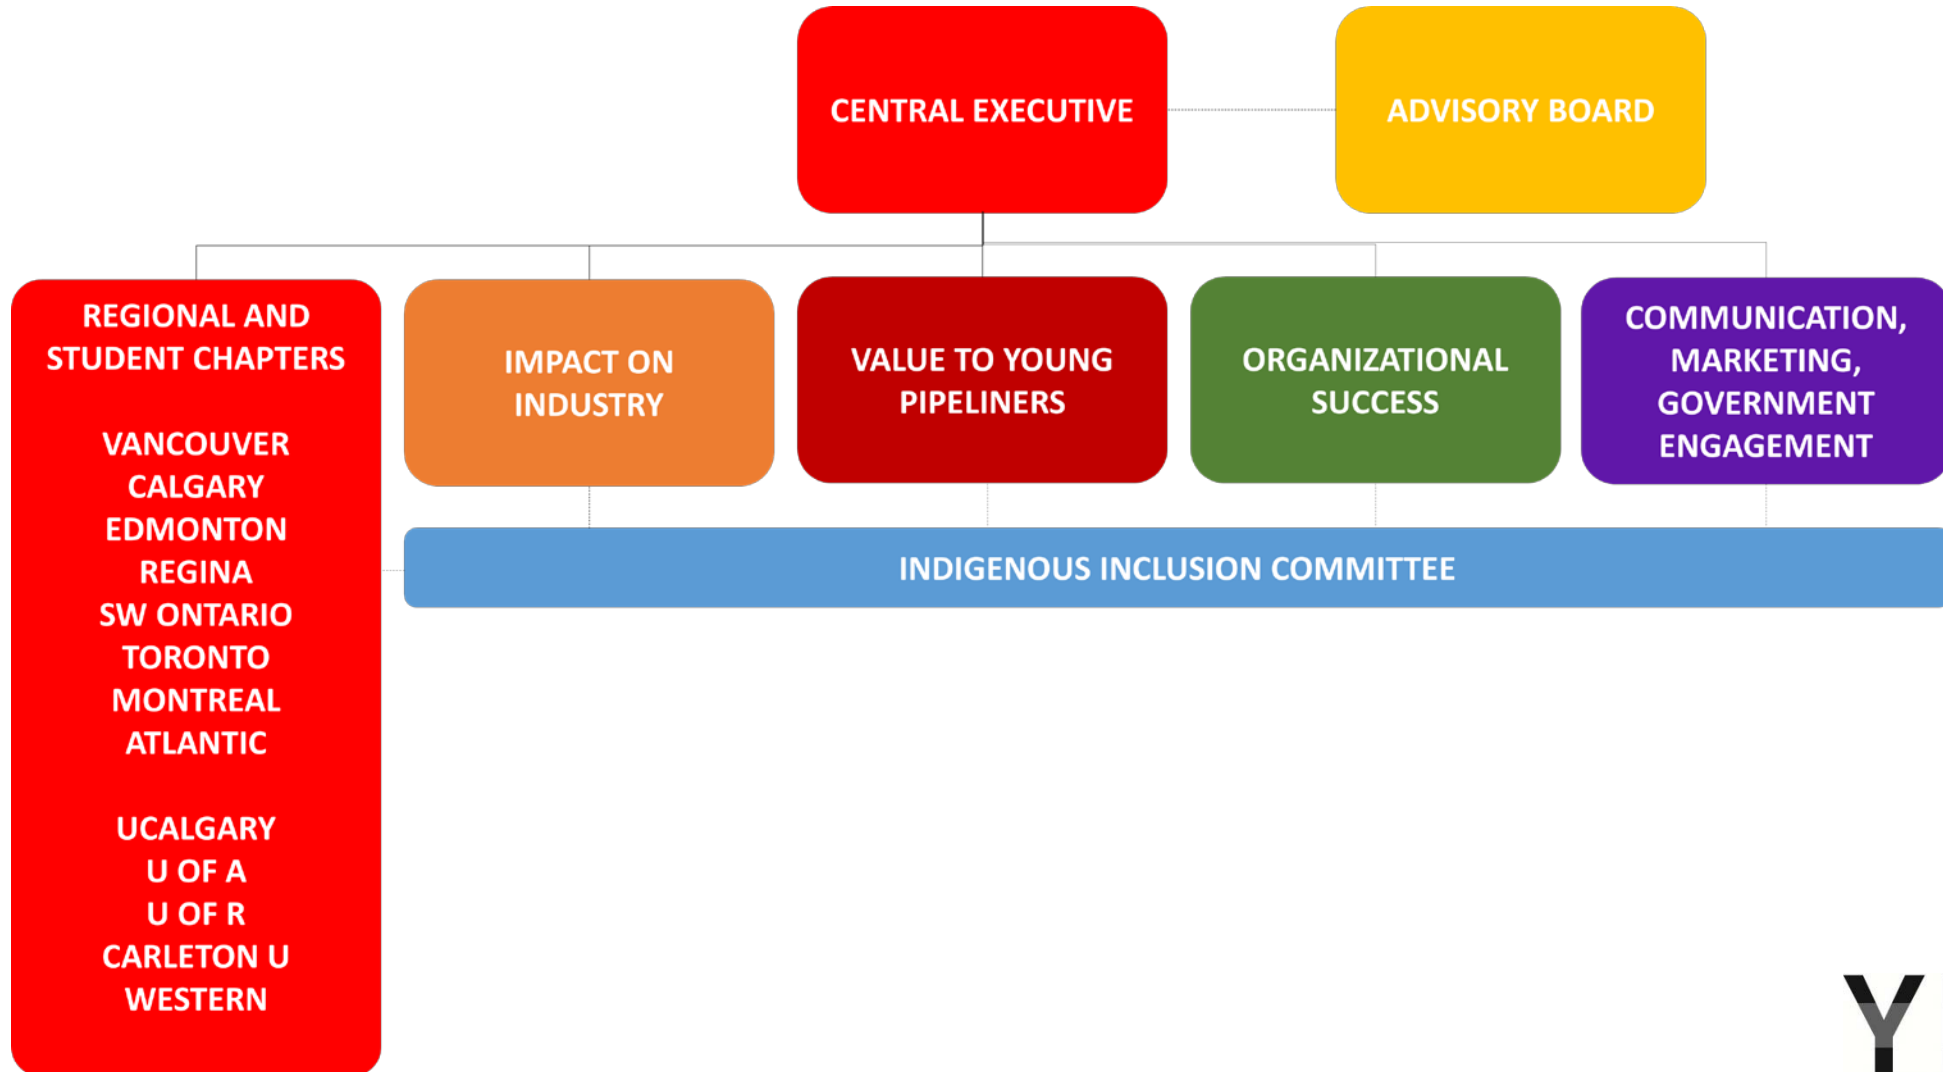 CENTRAL EXECUTIVE
ADVISORY BOARD
REGIONAL AND
STUDENT CHAPTERS
VANCOUVER
CALGARY
EDMONTON
REGINA
SW ONTARIO
TORONTO
MONTREAL
ATLANTIC
UCALGARY
U OF A
U OF R
CARLETON U
WESTERN
IMPACT ON
INDUSTRY
VALUE TO YOUNG
PIPELINERS
ORGANIZATIONAL
SUCCESS
COMMUNICATION,
MARKETING,
GOVERNMENT
ENGAGEMENT
INDIGENOUS INCLUSION COMMITTEE
Y